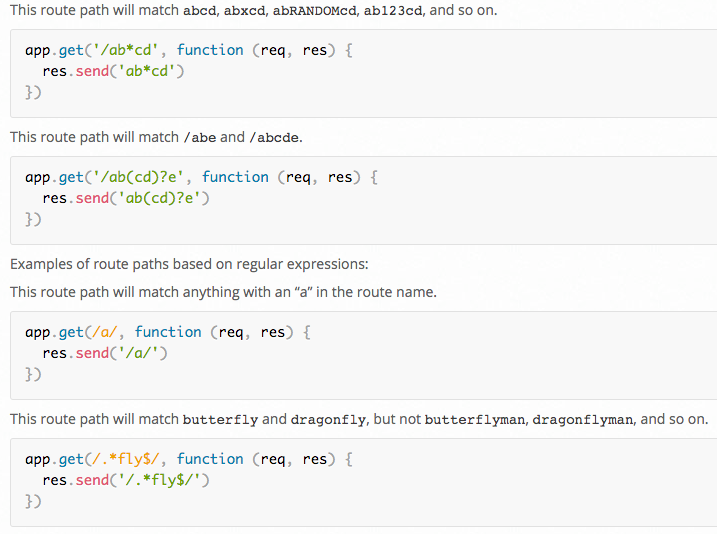 This route path will match abcd, abxcd, abRANDOMcd, ab123cd, and so on.
app.get('/ab*cd', function (req, res) {
  res.send('ab*cd')
})
This route path will match /abe and /abcde.
app.get('/ab(cd)?e', function (req, res) {
  res.send('ab(cd)?e')
})
Examples of route paths based on regular expressions:
This route path will match anything with an “a” in the route name.
app.get(/a/, function (req, res) {
  res.send('/a/')
})
This route path will match butterfly and dragonfly, but not butterflyman, dragonflyman, and so on.
app.get(/.*fly$/, function (req, res) {
  res.send('/.*fly$/')
})